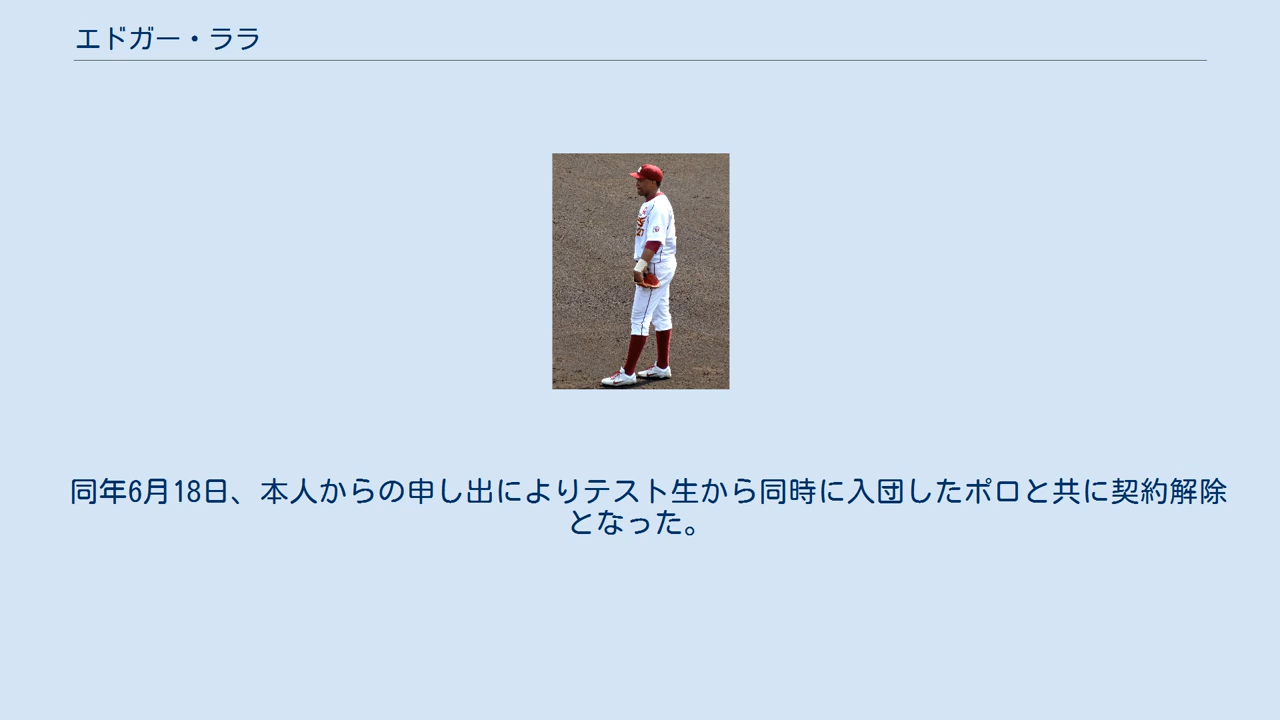 エドガー・ララ
同年6月18日、本人からの申し出によりテスト生から同時に入団したポロと共に契約解除
となった。